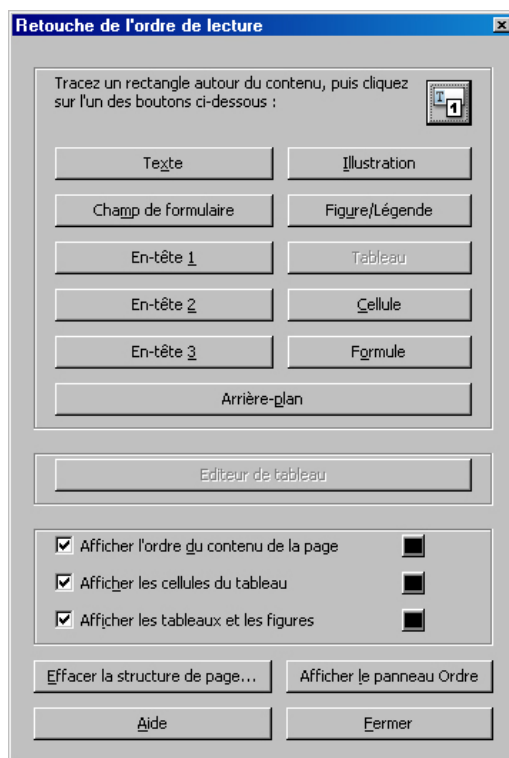 Retouche de l'ordre de lecture
Tracez un rectangle autour du contenu, puis cliquez
sur l'un des boutons ci-dessous :
T
1
Texte
Illustration
Champ de formulaire
Figure/Légende
En-tête 1
Tableau
En-tête 2
Cellule
En-tête 3
Formule
Arrière-plan
Editeur de tableau
Afficher l'ordre du contenu de la page
Afficher les cellules du tableau
Afficher les tableaux et les figures
Effacer la structure de page...
Afficher le panneau Ordre
Aide
Fermer